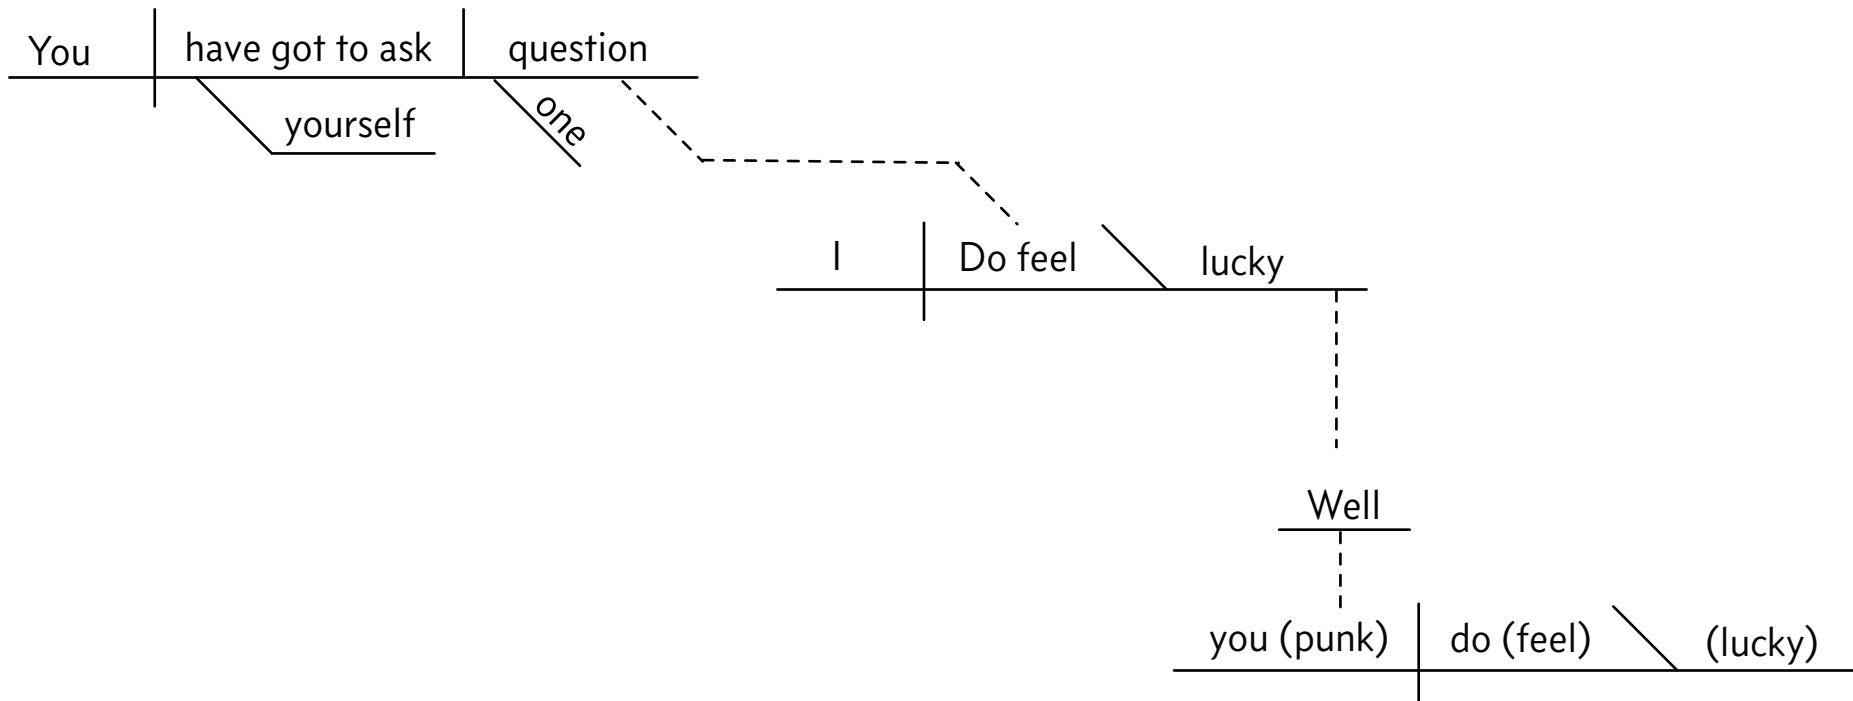 You have got to ask question
yourself one
I Do feel lucky
Well
you (punk) do (feel) (lucky)